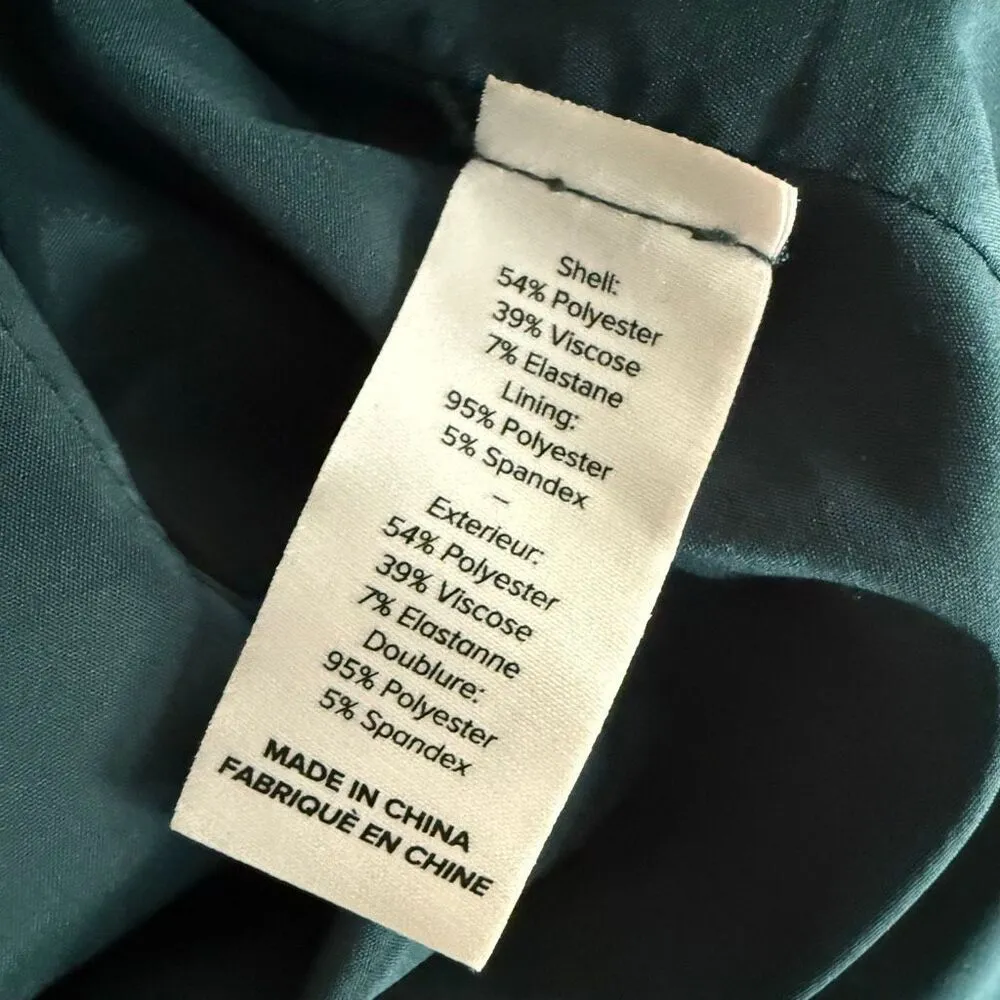 Shell:
54% Polyester
39% Viscose
7% Elastane
Lining:
95% Polyester
5% Spandex
–
Exterieur:
54% Polyester
39% Viscose
7% Elastanne
Doublure:
95% Polyester
5% Spandex
MADE IN CHINA
FABRIQUÈ EN CHINE